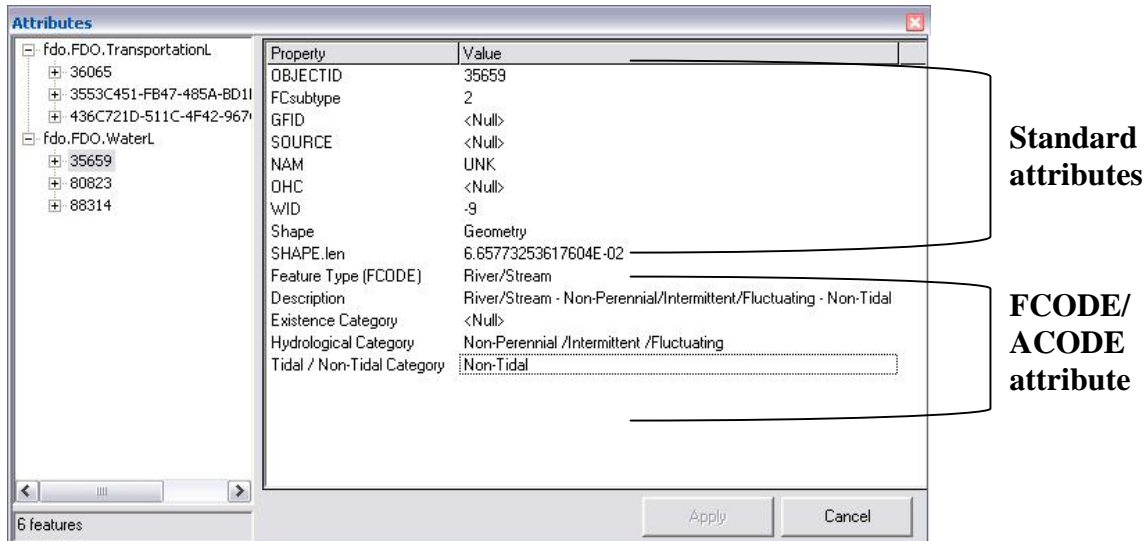 Attributes
fdo.FDO.TransportationL
36065
3553C451-FB47-485A-BD1
436C721D-511C-4F42-967
fdo.FDO.WaterL
35659
80823
88314
6 features
Property Value
OBJECTID 35659
FCsubtype 2
GFID <Null>
SOURCE <Null>
NAM UNK
OHC <Null>
WID -9
Shape Geometry
SHAPE.len 6.65773253617604E-02
Feature Type (FCODE) River/Stream
Description River/Stream - Non-Perennial/Intermittent/Fluctuating - Non-Tidal
Existence Category <Null>
Hydrological Category Non-Perennial /Intermittent /Fluctuating
Tidal / Non-Tidal Category Non-Tidal
Apply Cancel
Standard
attributes
FCODE/
ACODE
attribute